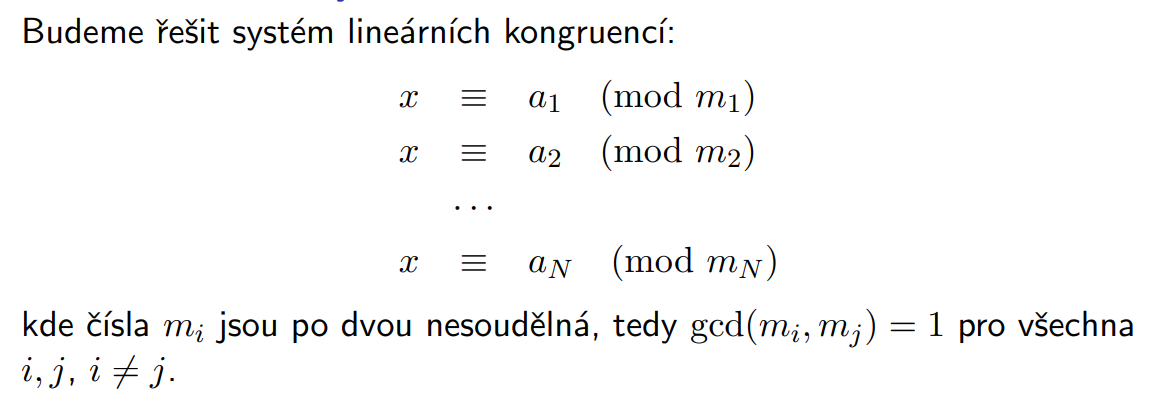 Budeme řešit systém lineárních kongruencí:
x ≡ a₁ (mod m₁)
x ≡ a₂ (mod m₂)
⋯
x ≡ a_N (mod m_N)
kde čísla mᵢ jsou po dvou nesoudělná, tedy gcd(mᵢ, mⱼ) = 1 pro všechna
i, j, i ≠ j.